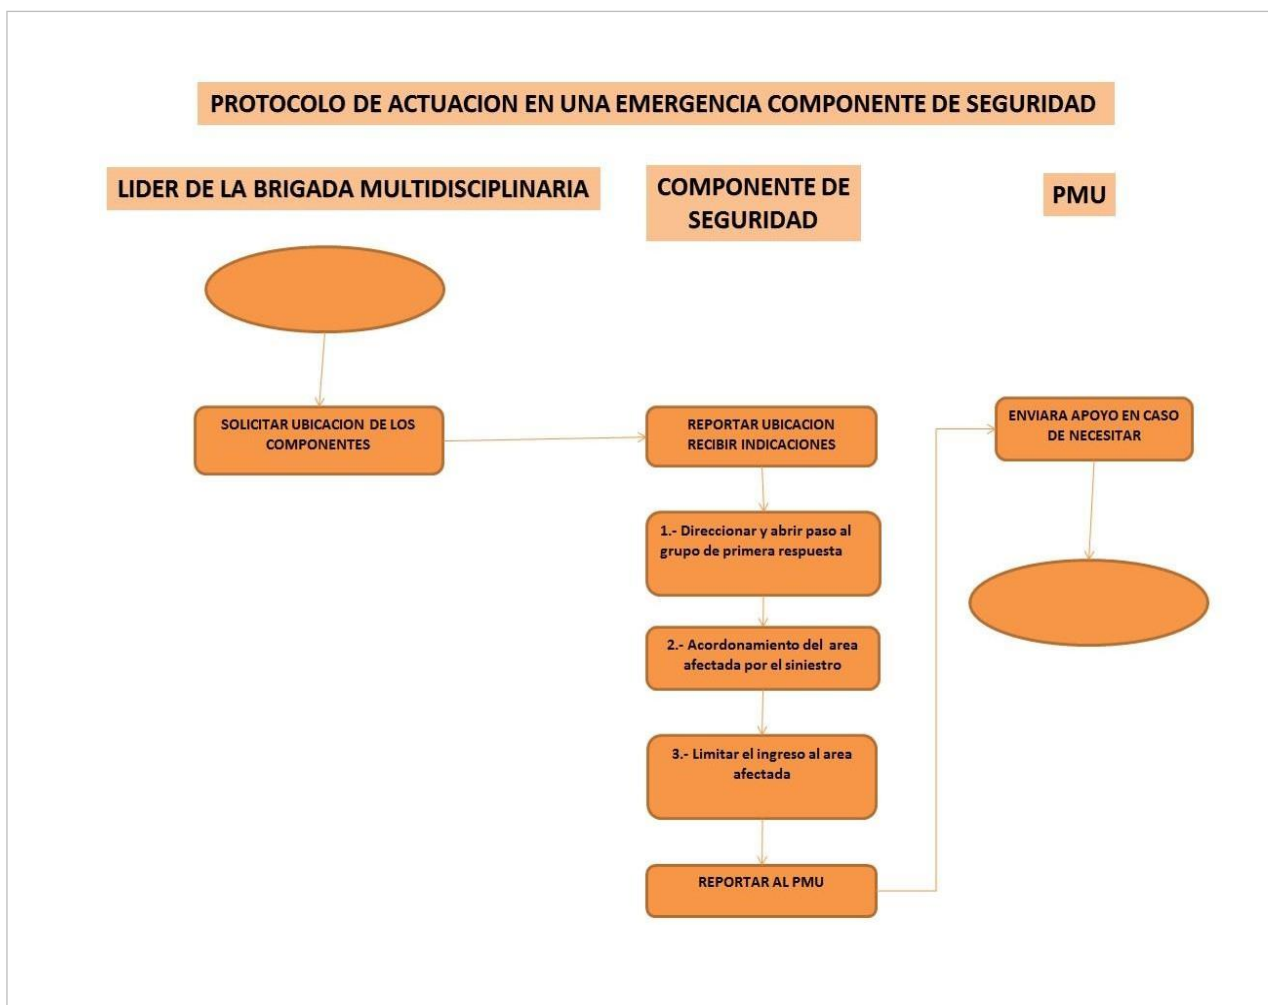 PROTOCOLO DE ACTUACION EN UNA EMERGENCIA COMPONENTE DE SEGURIDAD
LIDER DE LA BRIGADA MULTIDISCIPLINARIA
COMPONENTE DE
SEGURIDAD
PMU
SOLICITAR UBICACION DE LOS
COMPONENTES
REPORTAR UBICACION
RECIBIR INDICACIONES
ENVIARA APOYO EN CASO
DE NECESITAR
1.- Direccionar y abrir paso al
grupo de primera respuesta
2.- Acordonamiento del area
afectada por el siniestro
3.- Limitar el ingreso al area
afectada
REPORTAR AL PMU